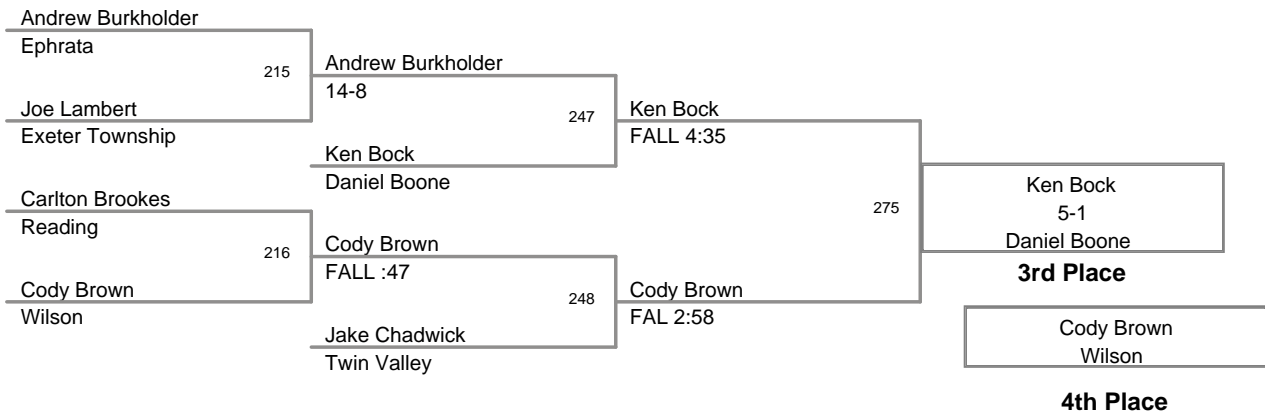 Andrew Burkholder
Ephrata
215
Andrew Burkholder
14-8
Joe Lambert
Exeter Township
247
Ken Bock
FALL 4:35
Ken Bock
Daniel Boone
Carlton Brookes
Reading
216
Cody Brown
FALL :47
Cody Brown
Wilson
248
Cody Brown
FAL 2:58
Jake Chadwick
Twin Valley
275
Ken Bock
5-1
Daniel Boone
3rd Place
Cody Brown
Wilson
4th Place